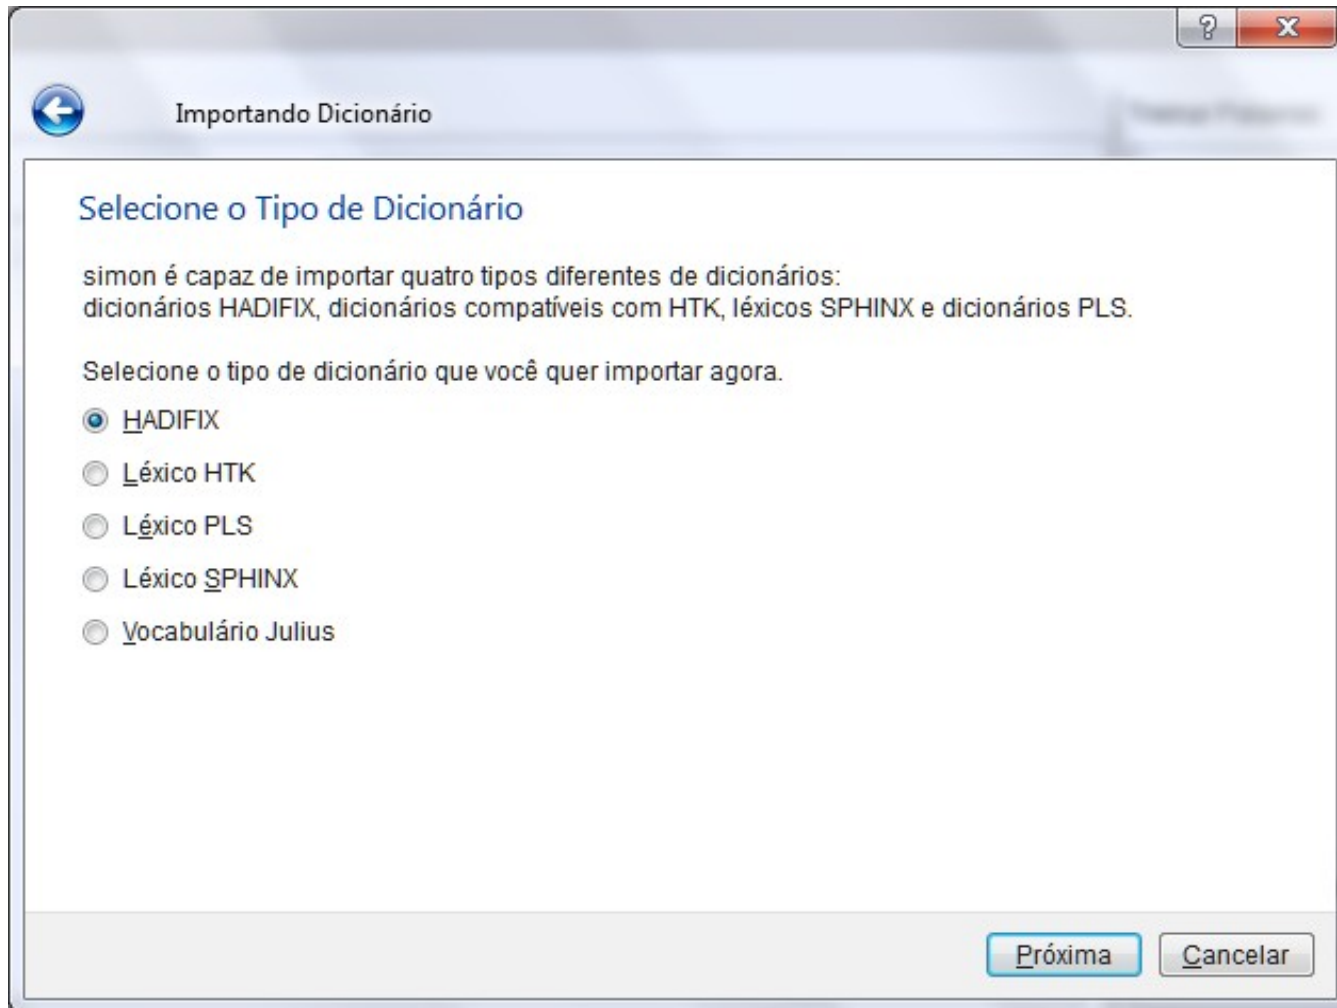 Importando Dicionário
Selecione o Tipo de Dicionário
simon é capaz de importar quatro tipos diferentes de dicionários:
dicionários HADIFIX, dicionários compatíveis com HTK, léxicos SPHINX e dicionários PLS.
Selecione o tipo de dicionário que você quer importar agora.
HADIFIX
Léxico HTK
Léxico PLS
Léxico SPHINX
Vocabulário Julius
Próxima Cancelar